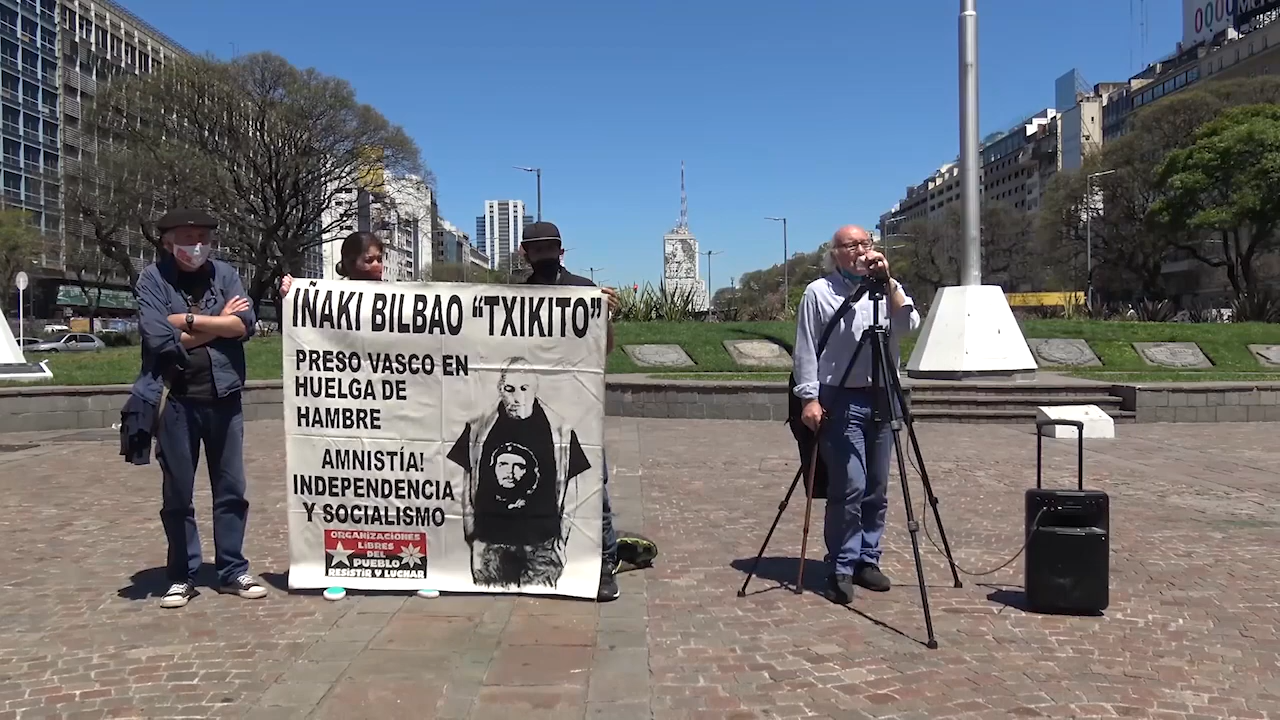 IÑAKI BILBAO "TXIKITO"
PRESO VASCO EN
HUELGA DE
HAMBRE
AMNISTÍA!
INDEPENDENCIA
Y SOCIALISMO
ORGANIZACIONES
LIBRES
DEL
PUEBLO
RESISTIR Y LUCHAR